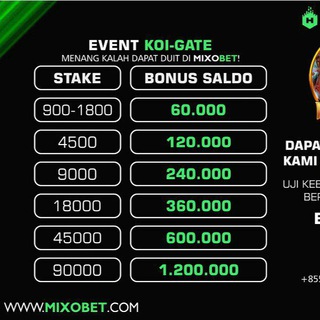 EVENT KOI-GATE
MENANG KALAH DAPAT DUIT DI MIXOBET!
STAKE BONUS SALDO
900-1800 60.000
4500 120.000
9000 240.000
18000 360.000
45000 600.000
90000 1.200.000
WWW.MIXOBET.COM
DAPA
KAMI
UJI KEB
BER
+855